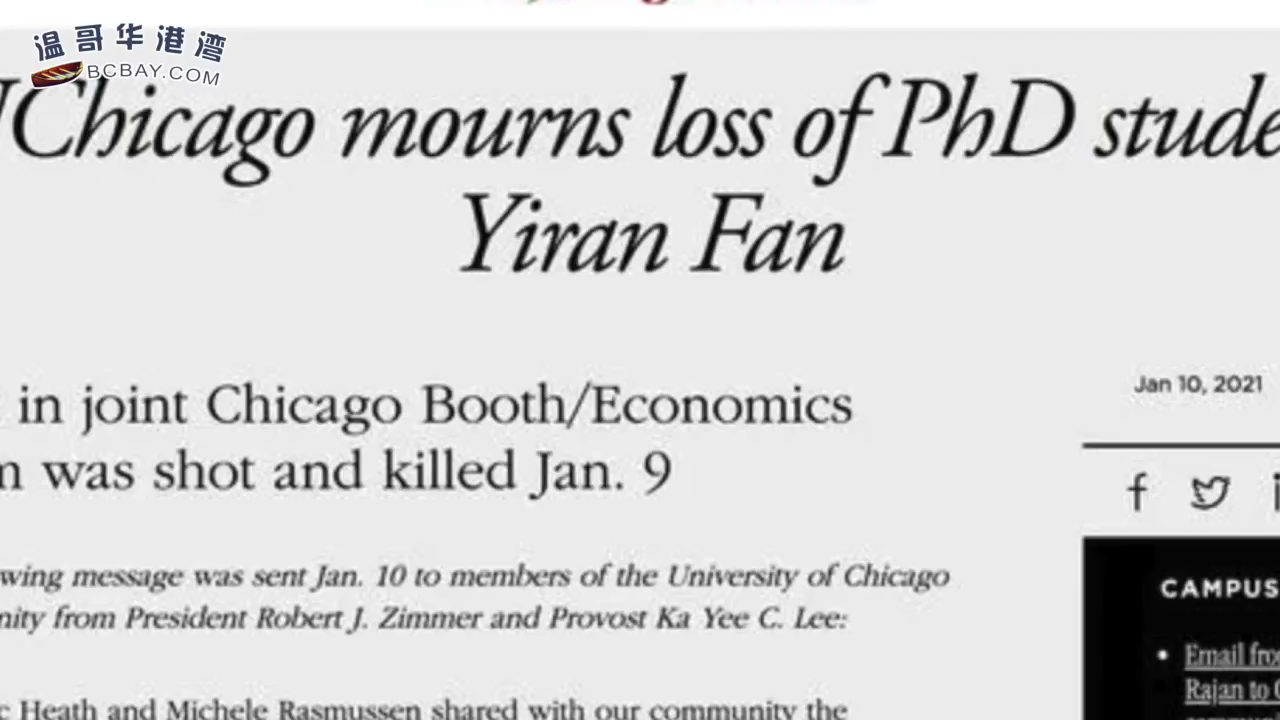 温哥华港湾
BCBAY.COM
Chicago mourns loss of PhD stude
Yiran Fan
in joint Chicago Booth/Economics
was shot and killed Jan. 9
Jan 10, 2021
f
wing message was sent Jan. 10 to members of the University of Chicago
nity from President Robert J. Zimmer and Provost Ka Yee C. Lee:
CAMPUS
• Email fro
Rajan to
Heath and Michele Rasmussen shared with our community the